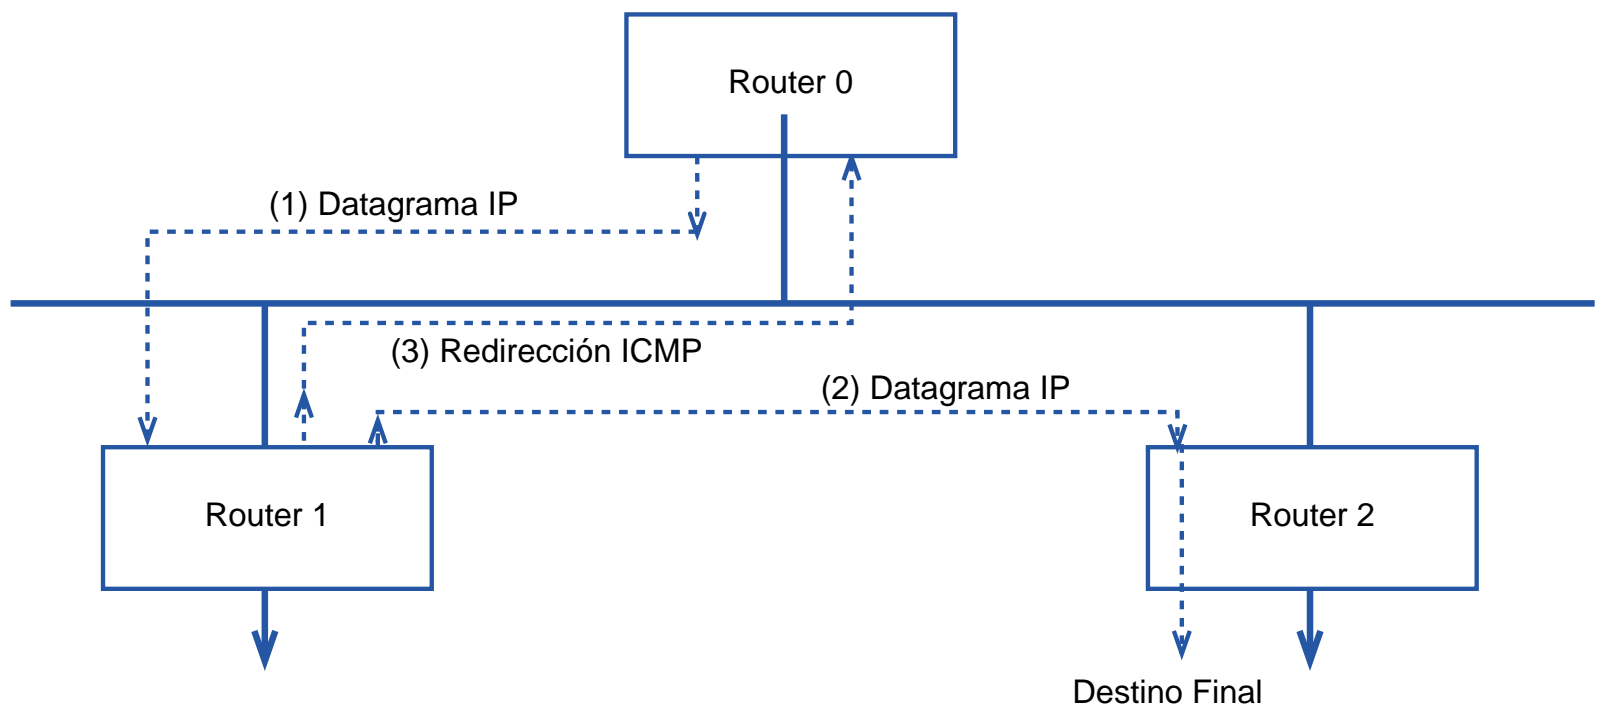 Router 0
(1) Datagrama IP
(3) Redirección ICMP
(2) Datagrama IP
Router 1
Router 2
Destino Final